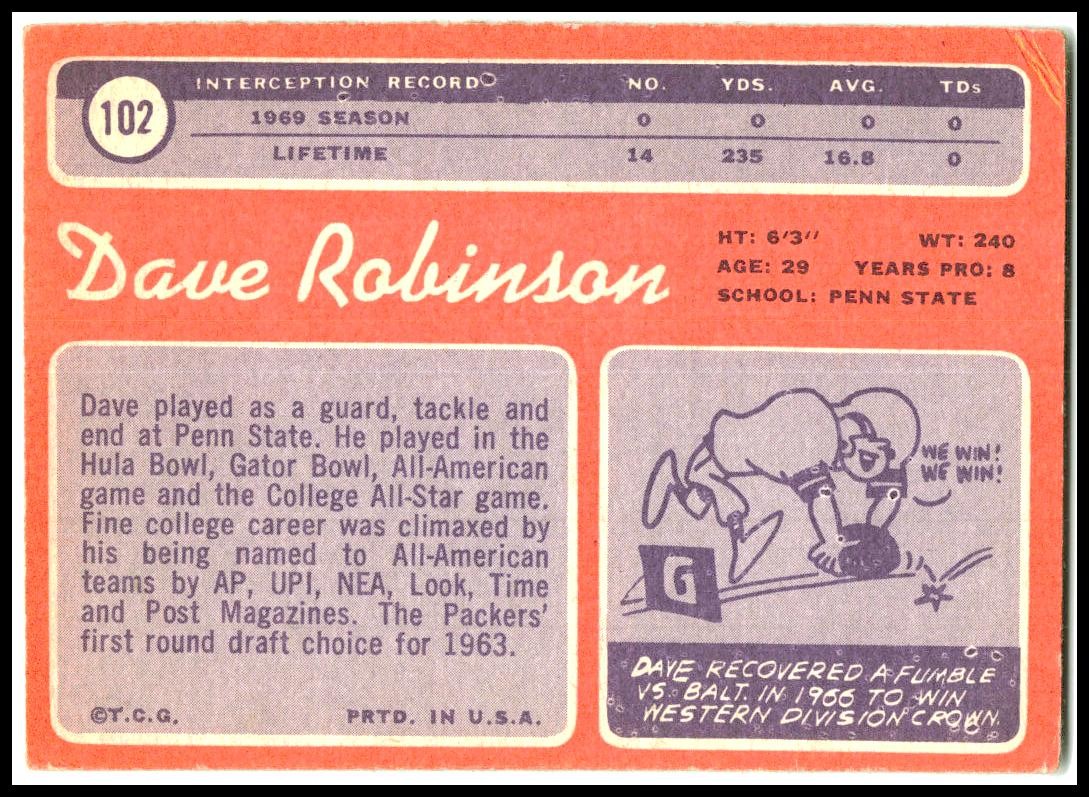 102
INTERCEPTION RECORD NO. YDS. AVG. TDs
1969 SEASON 0 0 0 0
LIFETIME 14 235 16.8 0
Dave Robinson
HT: 6'3" WT: 240
AGE: 29 YEARS PRO: 8
SCHOOL: PENN STATE
Dave played as a guard, tackle and
end at Penn State. He played in the
Hula Bowl, Gator Bowl, All-American
game and the College All-Star game.
Fine college career was climaxed by
his being named to All-American
teams by AP, UPI, NEA, Look, Time
and Post Magazines. The Packers'
first round draft choice for 1963.
©T.C.G. PRTD. IN U.S.A.
WE WIN!
WE WIN!
G
DAVE RECOVERED A FUMBLE
VS. BALT. IN 1966 TO WIN
WESTERN DIVISION CROWN.